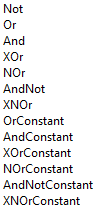 Not
Or
And
XOr
NOr
AndNot
XNOr
OrConstant
AndConstant
XOrConstant
NOrConstant
AndNotConstant
XNOrConstant